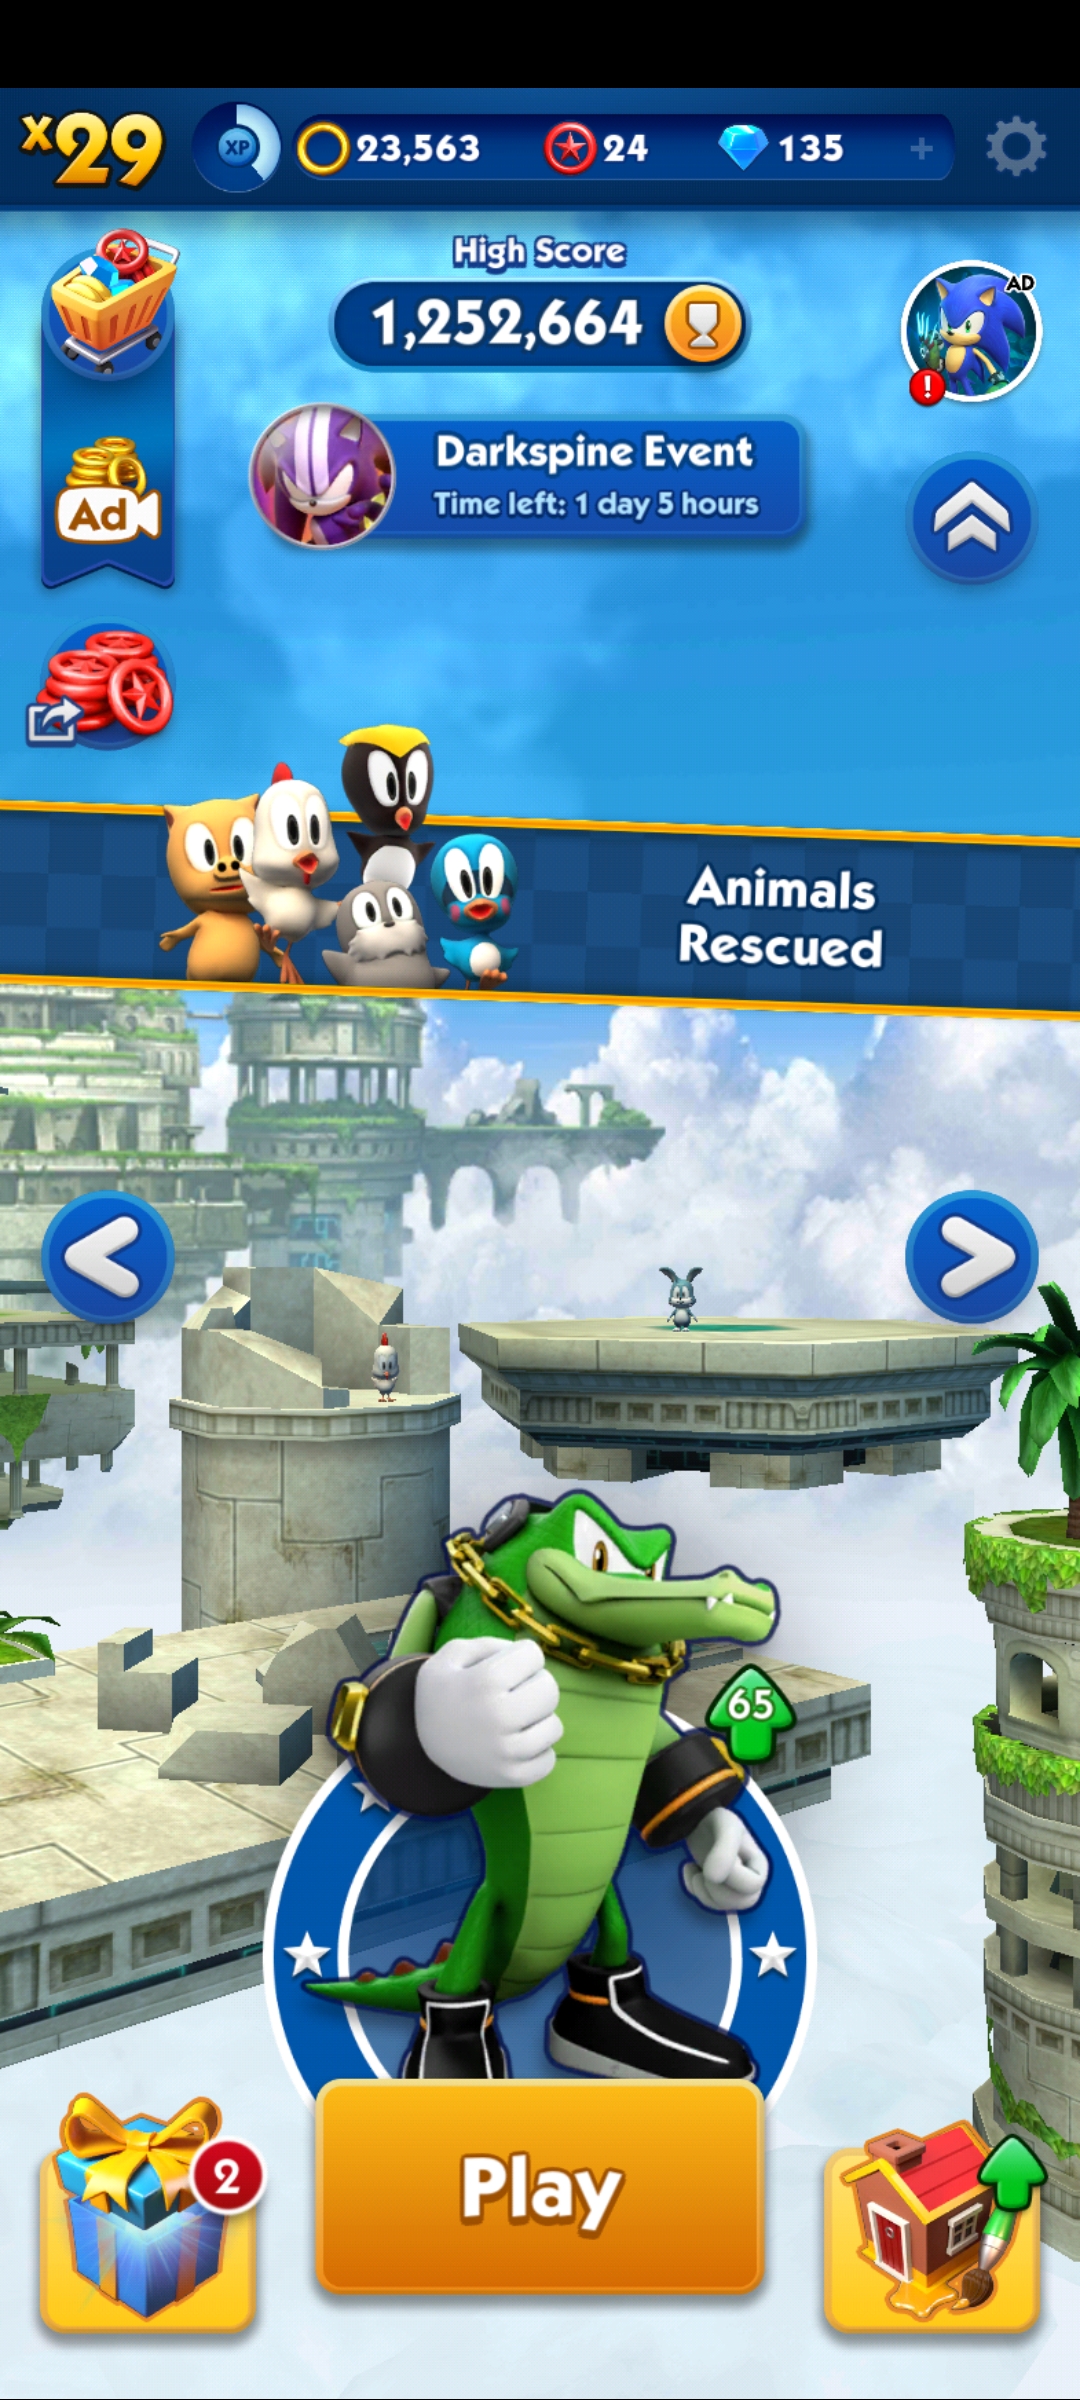 x29
XP
23,563
24
135
+
High Score
1,252,664
AD
!
Darkspine Event
Time left: 1 day 5 hours
Ad
Animals
Rescued
65
2
Play